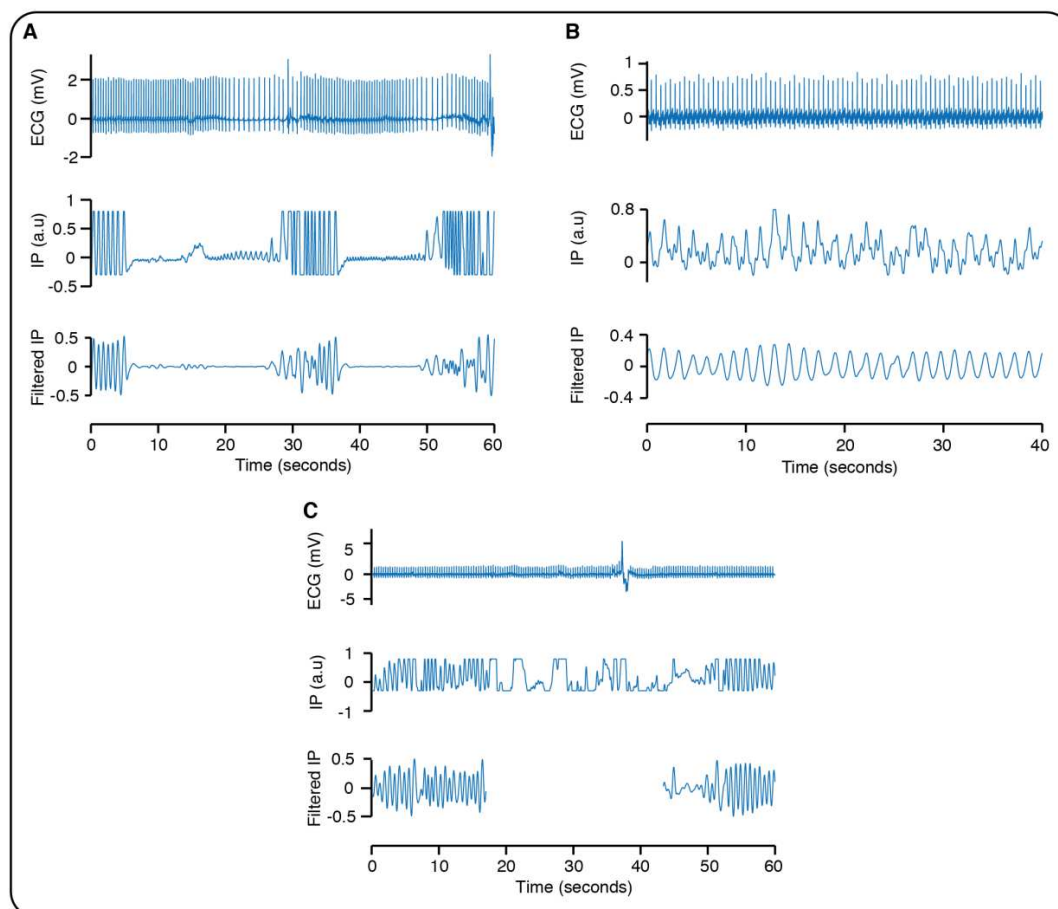 A
ECG (mV)
2
0
-2
IP (a.u)
1
0.5
0
-0.5
Filtered IP
0.5
0
-0.5
0 10 20 30 40 50 60
Time (seconds)
B
ECG (mV)
1
0.5
0
IP (a.u)
0.8
0
Filtered IP
0.4
0
-0.4
0 10 20 30 40
Time (seconds)
C
ECG (mV)
5
0
-5
IP (a.u)
1
0
-1
Filtered IP
0.5
0
-0.5
0 10 20 30 40 50 60
Time (seconds)